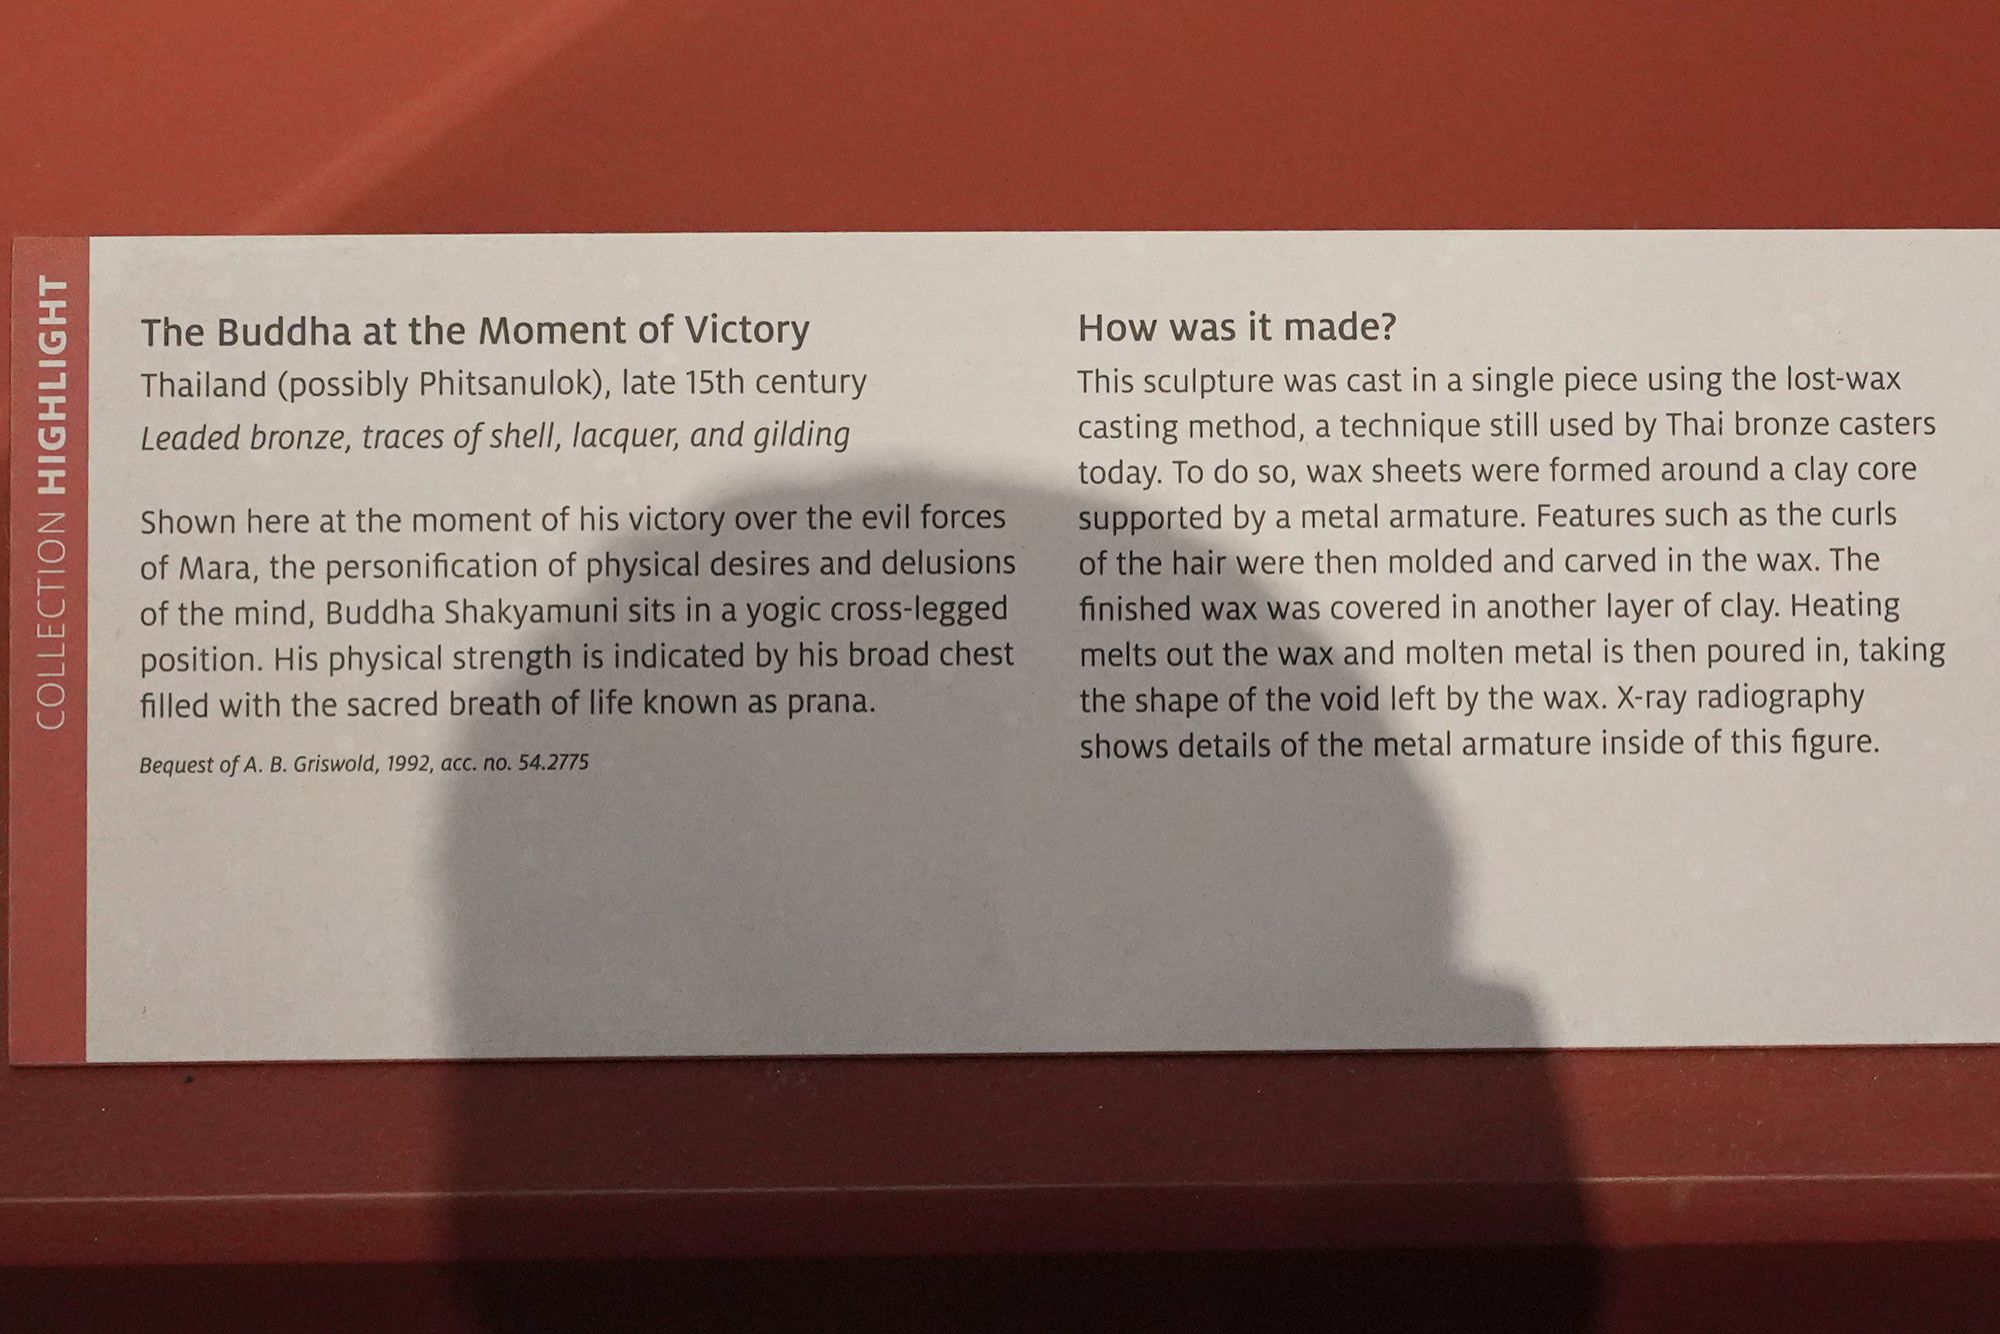 COLLECTION HIGHLIGHT
The Buddha at the Moment of Victory
Thailand (possibly Phitsanulok), late 15th century
Leaded bronze, traces of shell, lacquer, and gilding
Shown here at the moment of his victory over the evil forces
of Mara, the personification of physical desires and delusions
of the mind, Buddha Shakyamuni sits in a yogic cross-legged
position. His physical strength is indicated by his broad chest
filled with the sacred breath of life known as prana.
Bequest of A. B. Griswold, 1992, acc. no. 54.2775
How was it made?
This sculpture was cast in a single piece using the lost-wax
casting method, a technique still used by Thai bronze casters
today. To do so, wax sheets were formed around a clay core
supported by a metal armature. Features such as the curls
of the hair were then molded and carved in the wax. The
finished wax was covered in another layer of clay. Heating
melts out the wax and molten metal is then poured in, taking
the shape of the void left by the wax. X-ray radiography
shows details of the metal armature inside of this figure.